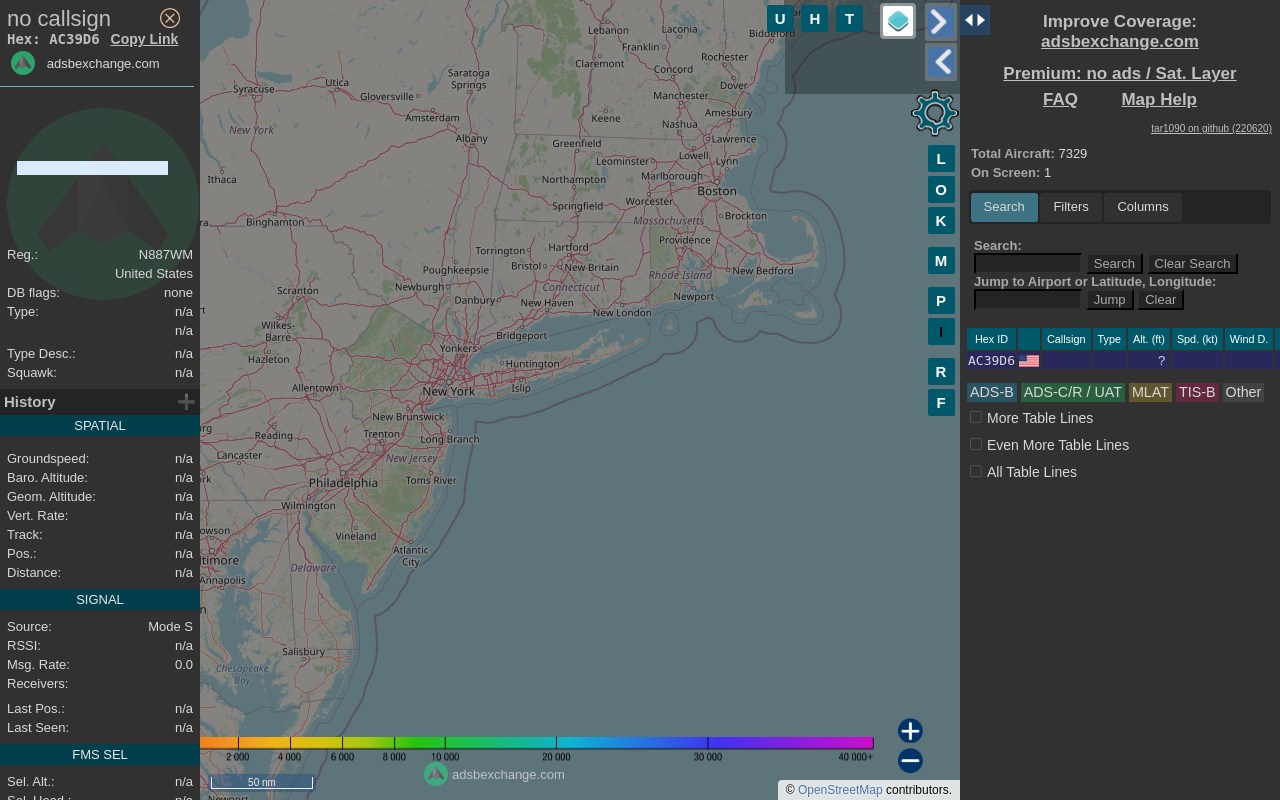 no callsign
Hex: AC39D6 Copy Link
adsbexchange.com
Reg.: N887WM
United States
DB flags: none
Type: n/a
n/a
Type Desc.: n/a
Squawk: n/a
History
SPATIAL
Groundspeed: n/a
Baro. Altitude: n/a
Geom. Altitude: n/a
Vert. Rate: n/a
Track: n/a
Pos.: n/a
Distance: n/a
SIGNAL
Source: Mode S
RSSI: n/a
Msg. Rate: 0.0
Receivers:
Last Pos.: n/a
Last Seen: n/a
FMS SEL
Sel. Alt.: n/a
U H T
Lebanon
Laconia
Franklin
Biddeford
Claremont
Rochester
Concord
Dover
Saratoga
Springs
Utica
Syracuse
Gloversville
Manchester
Amesbury
Amsterdam
Keene
Nashua
New York
Albany
Greenfield
Lawrence
Lowell
Leominster
Lynn
Ithaca
Northampton
Marlborough
Boston
Worcester
Springfield
Massachusetts
Brockton
Binghamton
Providence
Hartford
Torrington
Bristol
New Britain
Poughkeepsie
Rhode Island
New Bedford
Connecticut
Newburgh
Scranton
Danbury
New Haven
Newport
New London
Wilkes-
Barre
Bridgeport
Yonkers
Hazleton
Huntington
Allentown
New York
Islip
New Brunswick
Reading
Trenton
Long Branch
Lancaster
New Jersey
Philadelphia
Toms River
Wilmington
Vineland
Atlantic
City
Delaware
Annapolis
Salisbury
Chesapeake
Bay
L
O
K
M
P
I
R
F
2 000 4 000 6 000 8 000 10 000 20 000 30 000 40 000+
adsbexchange.com
50 nm
© OpenStreetMap contributors.
Improve Coverage:
adsbexchange.com
Premium: no ads / Sat. Layer
FAQ Map Help
tar1090 on github (220620)
Total Aircraft: 7329
On Screen: 1
Search Filters Columns
Search:
Search Clear Search
Jump to Airport or Latitude, Longitude:
Jump Clear
Hex ID Callsign Type Alt. (ft) Spd. (kt) Wind D.
AC39D6 ?
ADS-B ADS-C/R / UAT MLAT TIS-B Other
More Table Lines
Even More Table Lines
All Table Lines